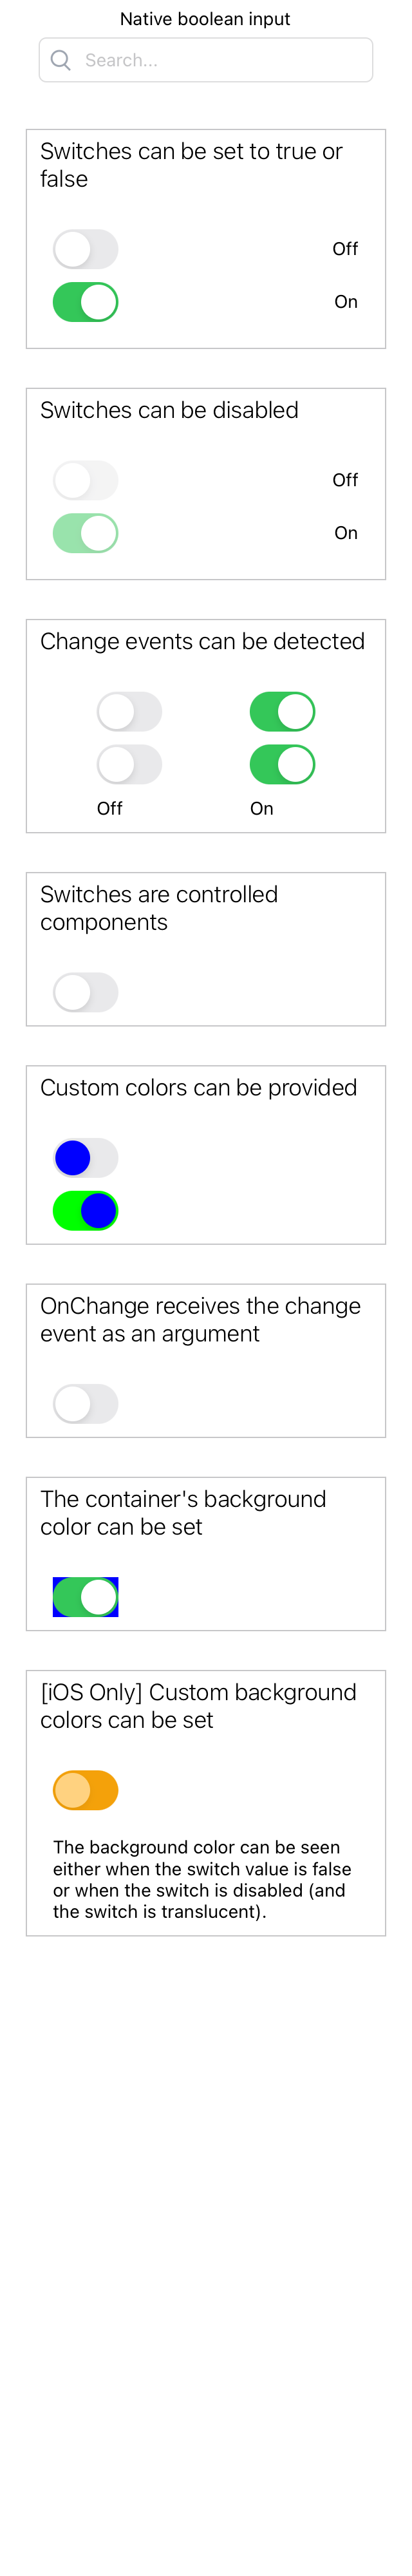 Native boolean input
Search...
Switches can be set to true or
false
Off
On
Switches can be disabled
Off
On
Change events can be detected
Off
On
Switches are controlled
components
Custom colors can be provided
OnChange receives the change
event as an argument
The container's background
color can be set
[iOS Only] Custom background
colors can be set
The background color can be seen
either when the switch value is false
or when the switch is disabled (and
the switch is translucent).